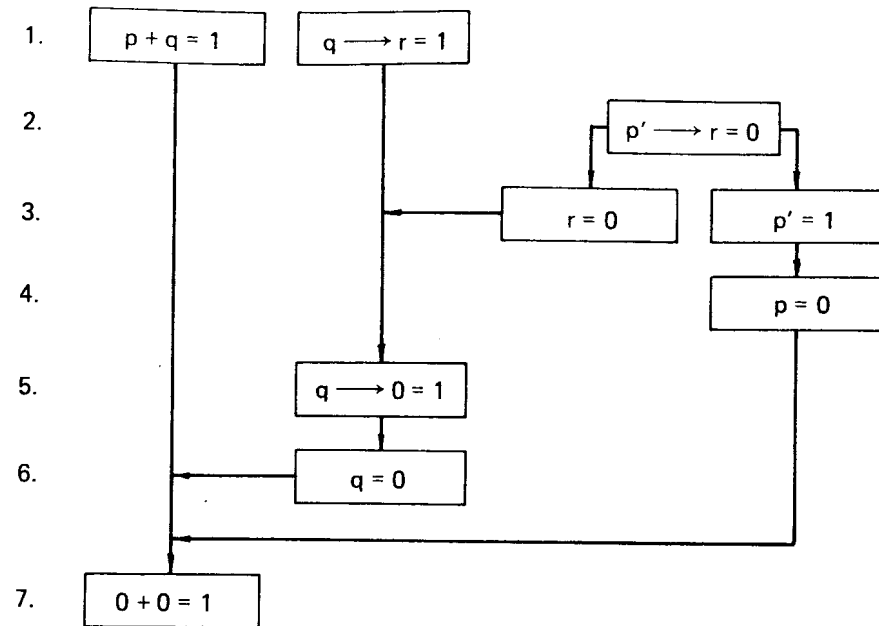 1. p + q = 1 q ⟶ r = 1
2. p′ ⟶ r = 0
3. r = 0 p′ = 1
4. p = 0
5. q ⟶ 0 = 1
6. q = 0
7. 0 + 0 = 1